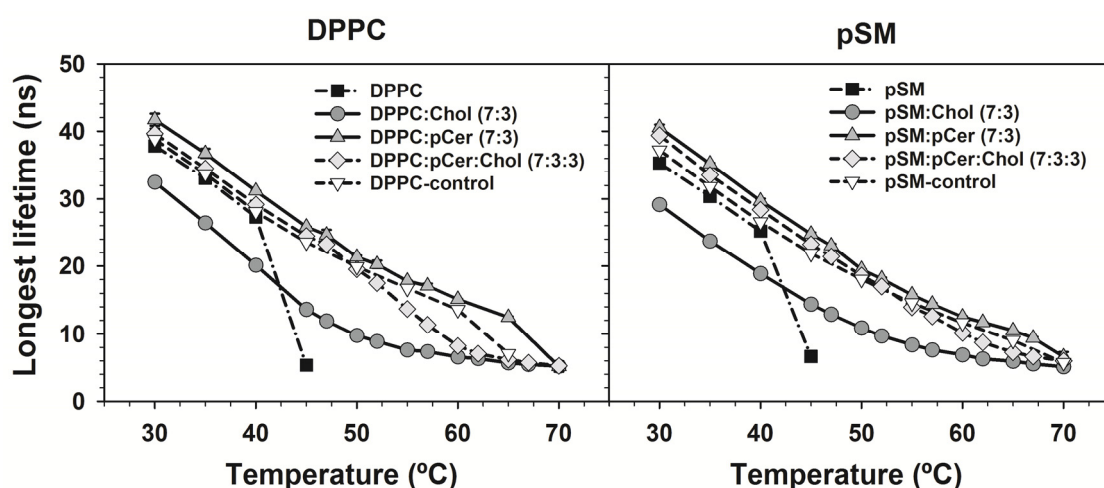 DPPC
pSM
Longest lifetime (ns)
50
40
30
20
10
0
DPPC
DPPC:Chol (7:3)
DPPC:pCer (7:3)
DPPC:pCer:Chol (7:3:3)
DPPC-control
pSM
pSM:Chol (7:3)
pSM:pCer (7:3)
pSM:pCer:Chol (7:3:3)
pSM-control
30 40 50 60 70
30 40 50 60 70
Temperature (ºC)
Temperature (ºC)